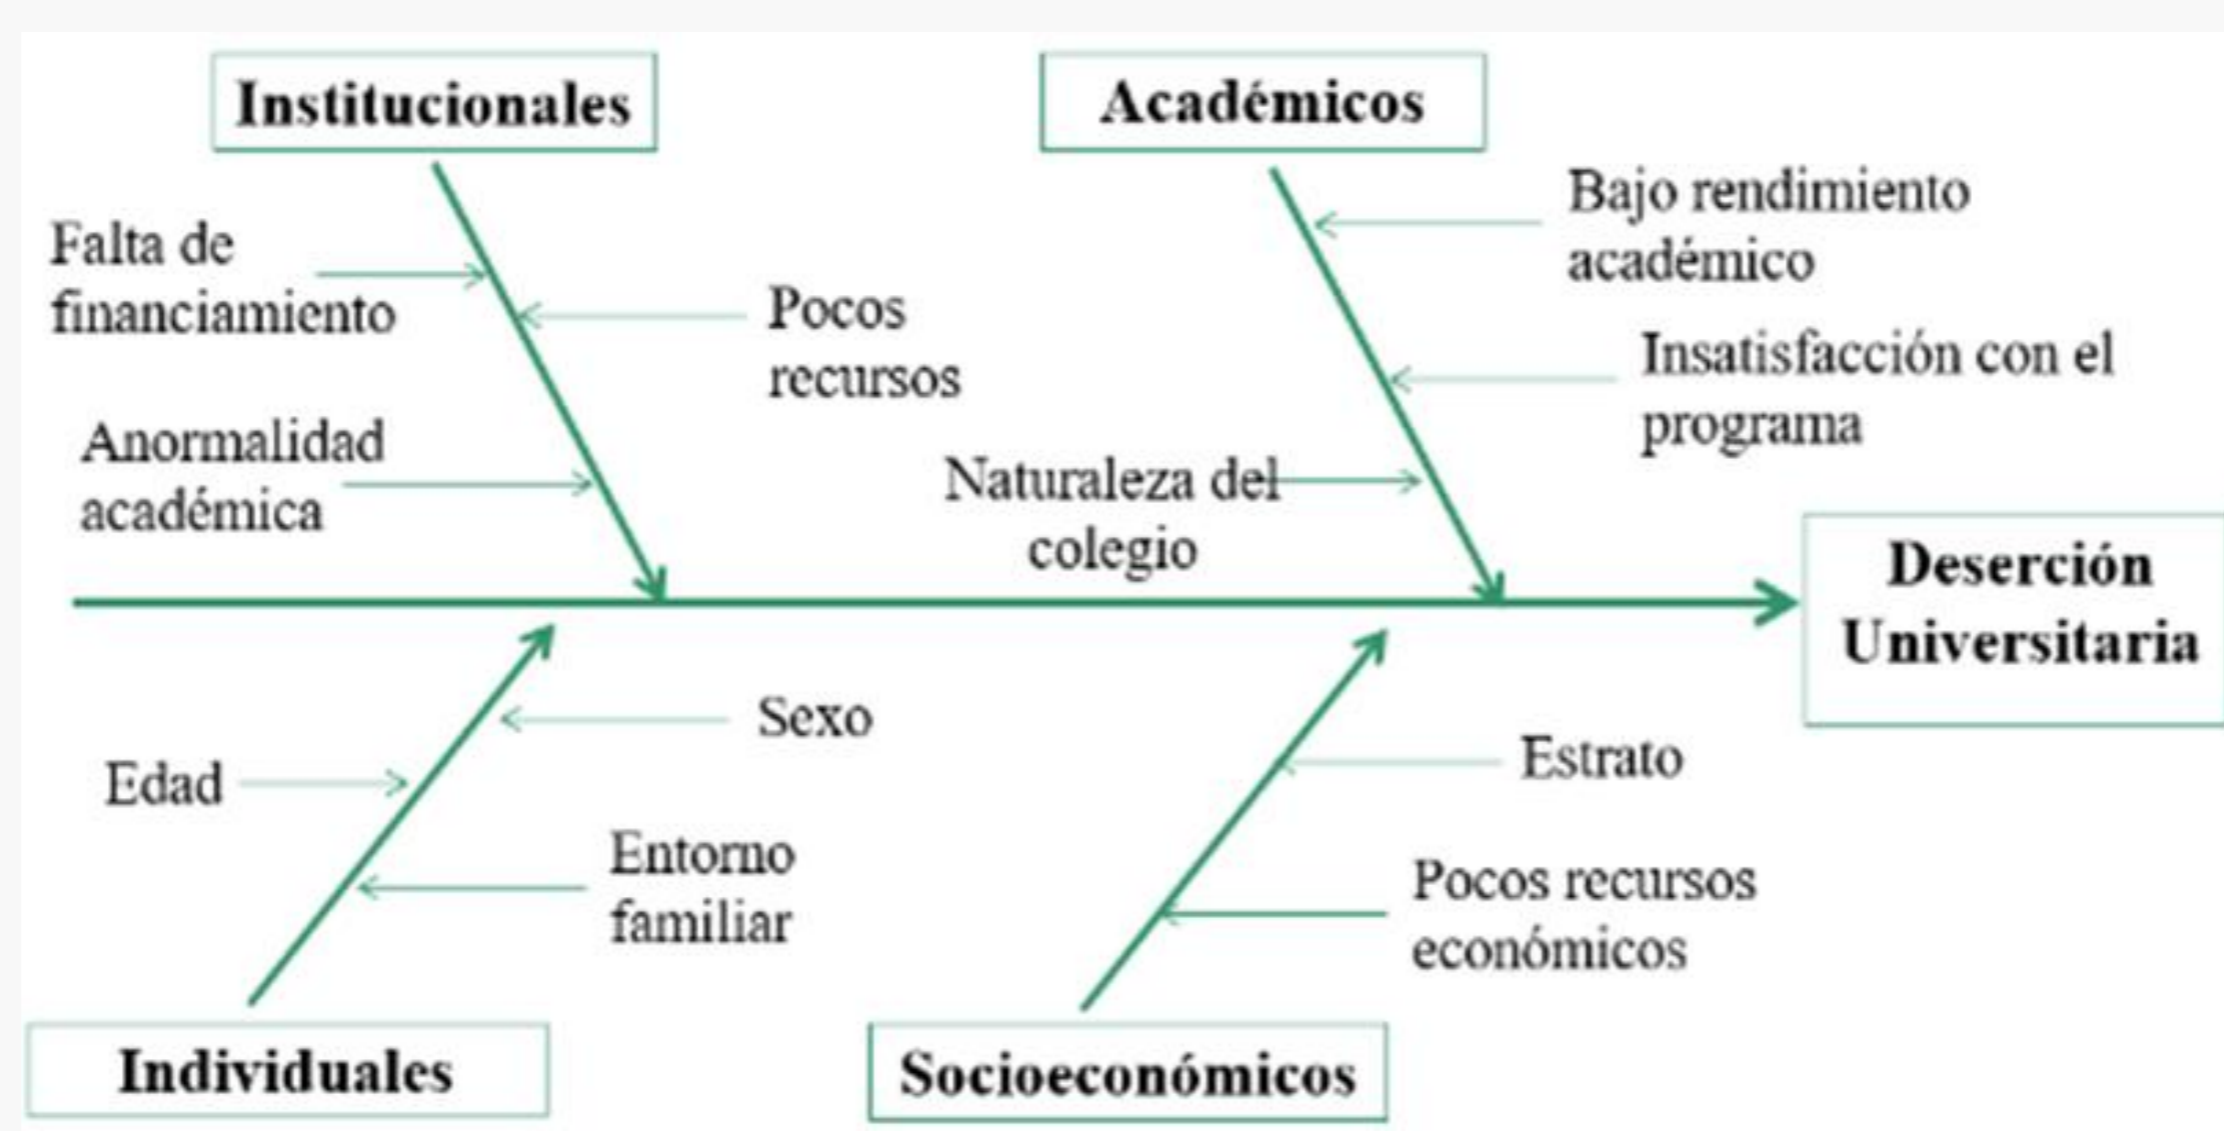 Institucionales
Académicos
Falta de
financiamiento
Pocos
recursos
Anormalidad
académica
Bajo rendimiento
académico
Insatisfacción con el
programa
Naturaleza del
colegio
Deserción
Universitaria
Sexo
Edad
Entorno
familiar
Estrato
Pocos recursos
económicos
Individuales
Socioeconómicos